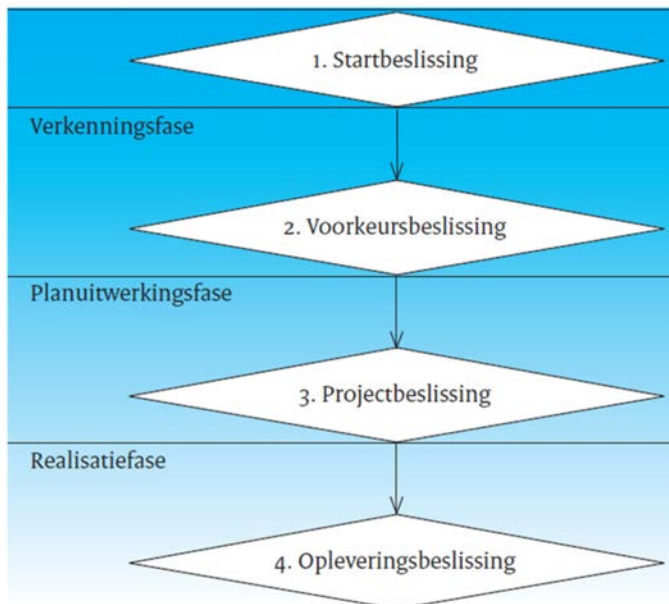 1. Startbeslissing
Verkenningsfase
2. Voorkeursbeslissing
Planuitwerkingsfase
3. Projectbeslissing
Realisatiefase
4. Opleveringsbeslissing